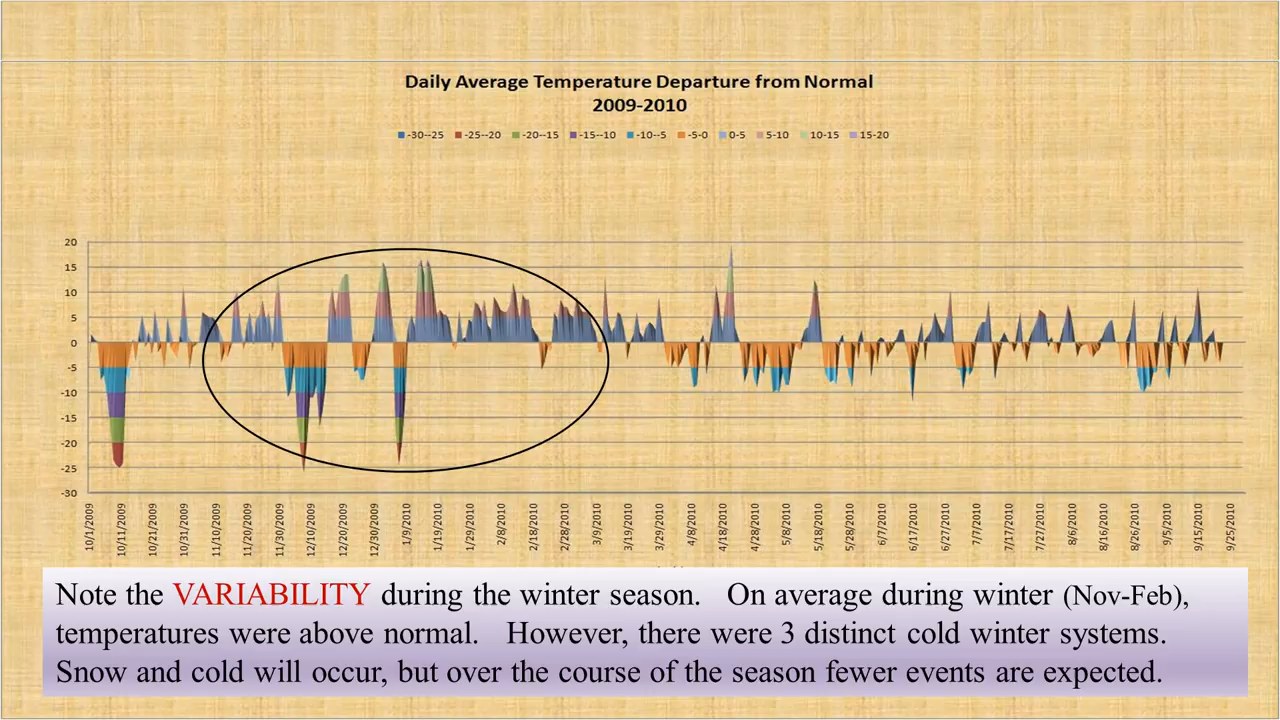 Daily Average Temperature Departure from Normal
2009-2010
-30--25 -25--20 -20--15 -15--10 -10--5 -5-0 0-5 5-10 10-15 15-20
20
15
10
5
0
-5
-10
-15
-20
-25
-30
10/1/2009 10/11/2009 10/21/2009 10/31/2009 11/10/2009 11/20/2009 11/30/2009 12/10/2009 12/20/2009 12/30/2009 1/9/2010 1/19/2010 1/29/2010 2/8/2010 2/18/2010 2/28/2010 3/9/2010 3/19/2010 3/29/2010 4/8/2010 4/18/2010 4/28/2010 5/8/2010 5/18/2010 5/28/2010 6/7/2010 6/17/2010 6/27/2010 7/7/2010 7/17/2010 7/27/2010 8/6/2010 8/16/2010 8/26/2010 9/5/2010 9/15/2010 9/25/2010
Note the VARIABILITY during the winter season. On average during winter (Nov-Feb),
temperatures were above normal. However, there were 3 distinct cold winter systems.
Snow and cold will occur, but over the course of the season fewer events are expected.